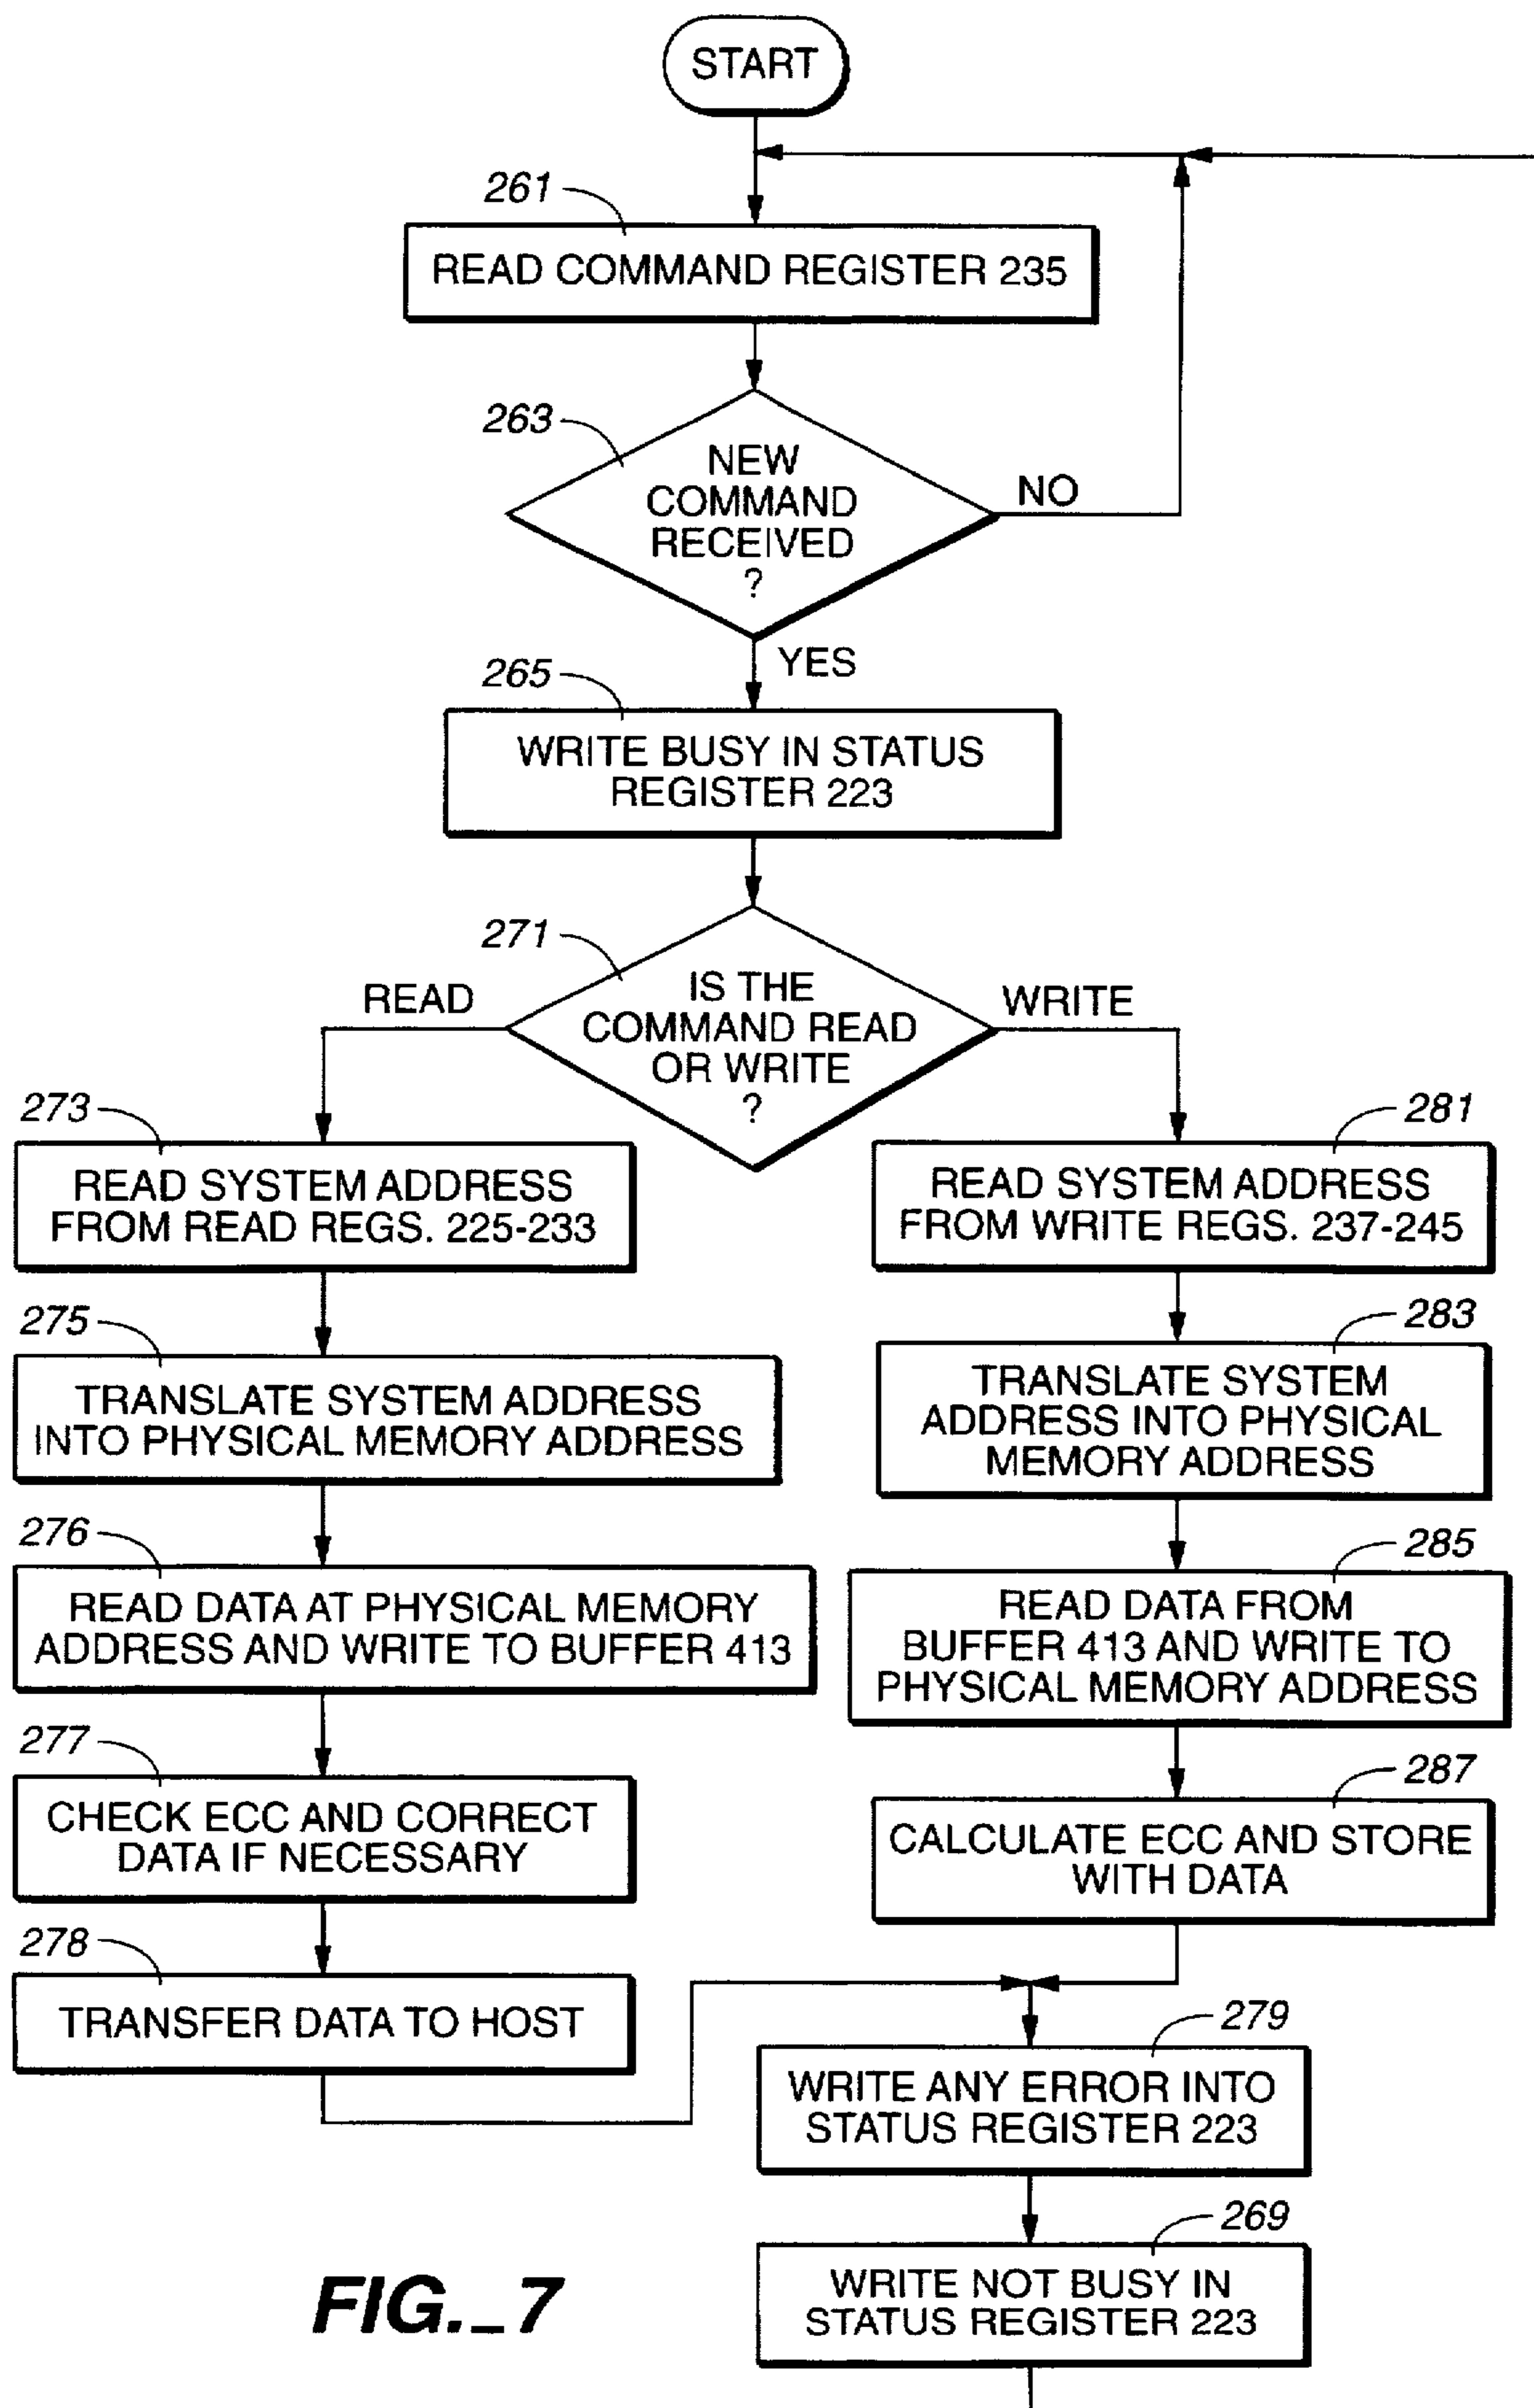 START
261
READ COMMAND REGISTER 235
263
NEW
COMMAND
RECEIVED
?
NO
YES
265
WRITE BUSY IN STATUS
REGISTER 223
271
IS THE
COMMAND READ
OR WRITE
?
READ
WRITE
273
READ SYSTEM ADDRESS
FROM READ REGS. 225-233
275
TRANSLATE SYSTEM ADDRESS
INTO PHYSICAL MEMORY ADDRESS
276
READ DATA AT PHYSICAL MEMORY
ADDRESS AND WRITE TO BUFFER 413
277
CHECK ECC AND CORRECT
DATA IF NECESSARY
278
TRANSFER DATA TO HOST
281
READ SYSTEM ADDRESS
FROM WRITE REGS. 237-245
283
TRANSLATE SYSTEM
ADDRESS INTO PHYSICAL
MEMORY ADDRESS
285
READ DATA FROM
BUFFER 413 AND WRITE TO
PHYSICAL MEMORY ADDRESS
287
CALCULATE ECC AND STORE
WITH DATA
279
WRITE ANY ERROR INTO
STATUS REGISTER 223
269
WRITE NOT BUSY IN
STATUS REGISTER 223
FIG._7